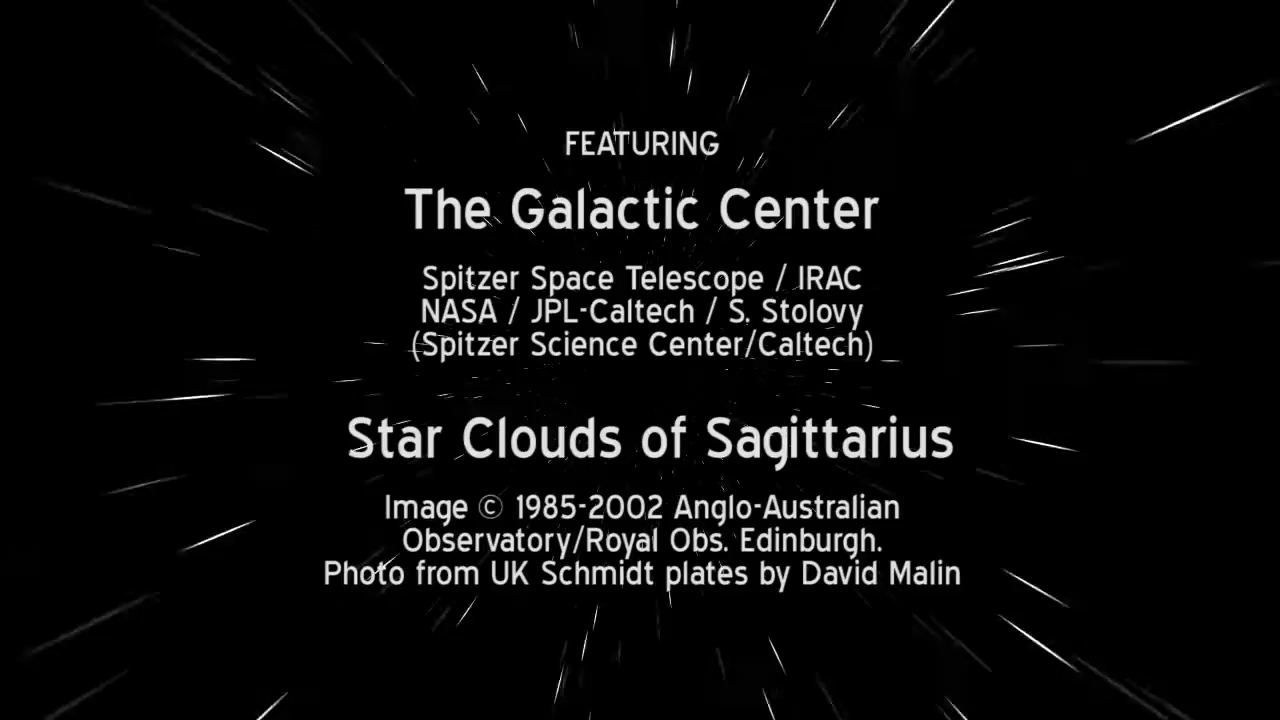 FEATURING
The Galactic Center
Spitzer Space Telescope / IRAC
NASA / JPL-Caltech / S. Stolovy
(Spitzer Science Center/Caltech)
Star Clouds of Sagittarius
Image © 1985-2002 Anglo-Australian
Observatory/Royal Obs. Edinburgh.
Photo from UK Schmidt plates by David Malin